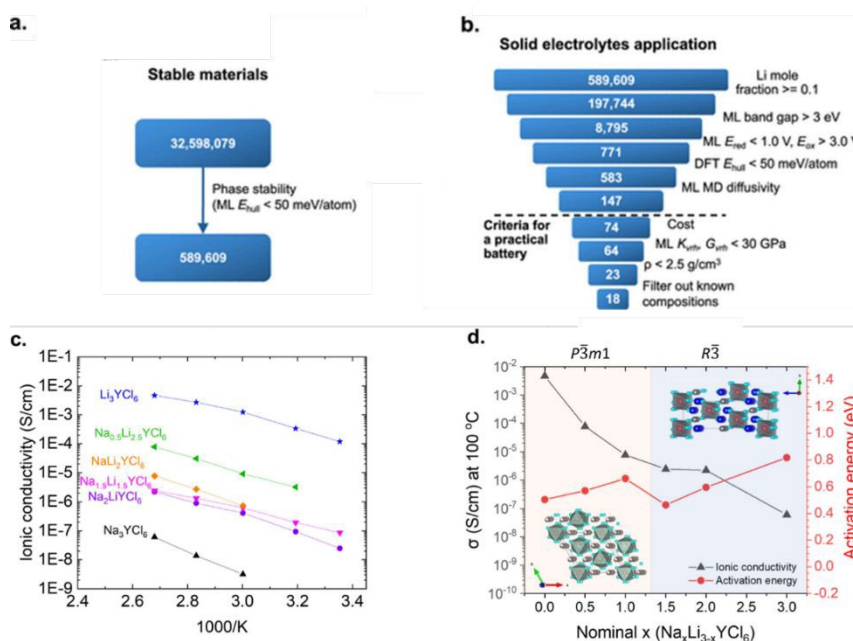 a.
Stable materials
32,598,079
Phase stability
(ML E_hull < 50 meV/atom)
589,609
b.
Solid electrolytes application
589,609
Li mole
fraction >= 0.1
197,744
ML band gap > 3 eV
8,795
ML E_red < 1.0 V, E_ox > 3.0 V
771
DFT E_hull < 50 meV/atom
583
ML MD diffusivity
147
Criteria for
a practical
battery
Cost
74
ML K_vrh, G_vrh < 30 GPa
64
ρ < 2.5 g/cm³
23
Filter out known
compositions
18
c.
Ionic conductivity (S/cm)
1E-1
1E-2
1E-3
1E-4
1E-5
1E-6
1E-7
1E-8
1E-9
Li₃YCl₆
Na₀.₅Li₂.₅YCl₆
NaLi₂YCl₆
Na₁.₅Li₁.₅YCl₆
Na₂LiYCl₆
Na₃YCl₆
2.4 2.6 2.8 3.0 3.2 3.4
1000/K
d.
P3̅m1 R3̅
σ (S/cm) at 100 °C
10⁻²
10⁻³
10⁻⁴
10⁻⁵
10⁻⁶
10⁻⁷
10⁻⁸
10⁻⁹
10⁻¹⁰
Activation energy (eV)
1.4
1.2
1.0
0.8
0.6
0.4
0.2
0.0
-0.2
Ionic conductivity
Activation energy
0.0 0.5 1.0 1.5 2.0 2.5 3.0
Nominal x (NaₓLi₃₋ₓYCl₆)